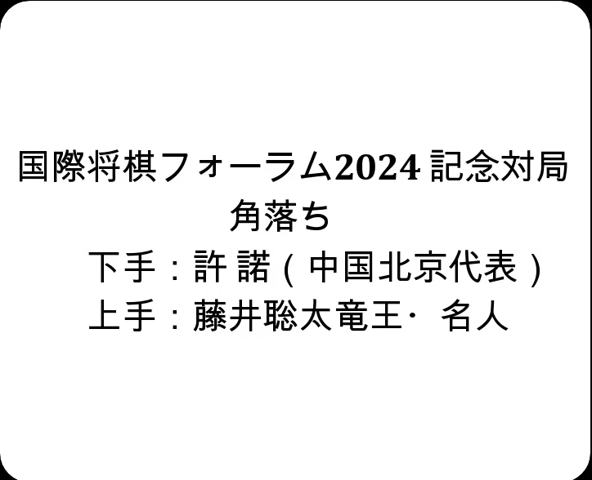 国際将棋フォーラム2024 記念対局
角落ち
下手：許 諾（中国北京代表）
上手：藤井聡太竜王・名人